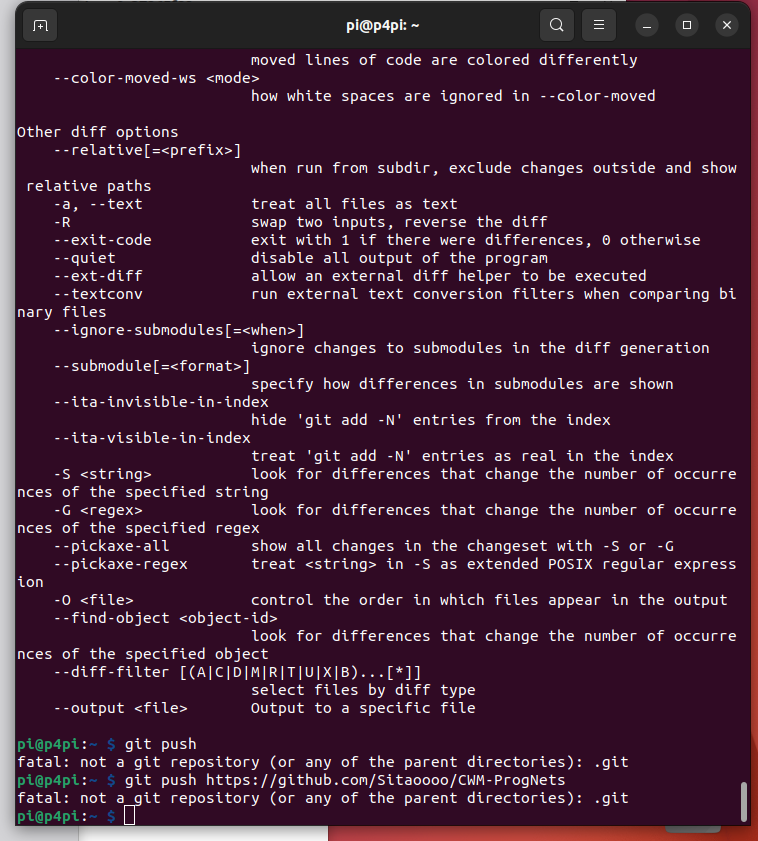 pi@p4pi: ~
moved lines of code are colored differently
--color-moved-ws <mode>
how white spaces are ignored in --color-moved
Other diff options
--relative[=<prefix>]
when run from subdir, exclude changes outside and show
relative paths
-a, --text treat all files as text
-R swap two inputs, reverse the diff
--exit-code exit with 1 if there were differences, 0 otherwise
--quiet disable all output of the program
--ext-diff allow an external diff helper to be executed
--textconv run external text conversion filters when comparing bi
nary files
--ignore-submodules[=<when>]
ignore changes to submodules in the diff generation
--submodule[=<format>]
specify how differences in submodules are shown
--ita-invisible-in-index
hide 'git add -N' entries from the index
--ita-visible-in-index
treat 'git add -N' entries as real in the index
-S <string> look for differences that change the number of occurre
nces of the specified string
-G <regex> look for differences that change the number of occurre
nces of the specified regex
--pickaxe-all show all changes in the changeset with -S or -G
--pickaxe-regex treat <string> in -S as extended POSIX regular express
ion
-O <file> control the order in which files appear in the output
--find-object <object-id>
look for differences that change the number of occurre
nces of the specified object
--diff-filter [(A|C|D|M|R|T|U|X|B)...[*]]
select files by diff type
--output <file> Output to a specific file
pi@p4pi:~ $ git push
fatal: not a git repository (or any of the parent directories): .git
pi@p4pi:~ $ git push https://github.com/Sitaoooo/CWM-ProgNets
fatal: not a git repository (or any of the parent directories): .git
pi@p4pi:~ $